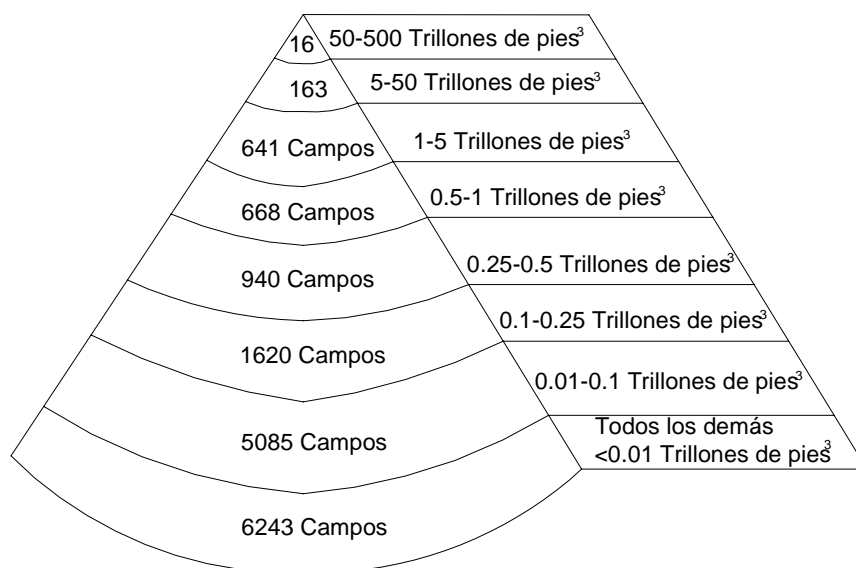 16 50-500 Trillones de pies³
163 5-50 Trillones de pies³
641 Campos 1-5 Trillones de pies³
668 Campos 0.5-1 Trillones de pies³
940 Campos 0.25-0.5 Trillones de pies³
1620 Campos 0.1-0.25 Trillones de pies³
5085 Campos 0.01-0.1 Trillones de pies³
6243 Campos Todos los demás
<0.01 Trillones de pies³